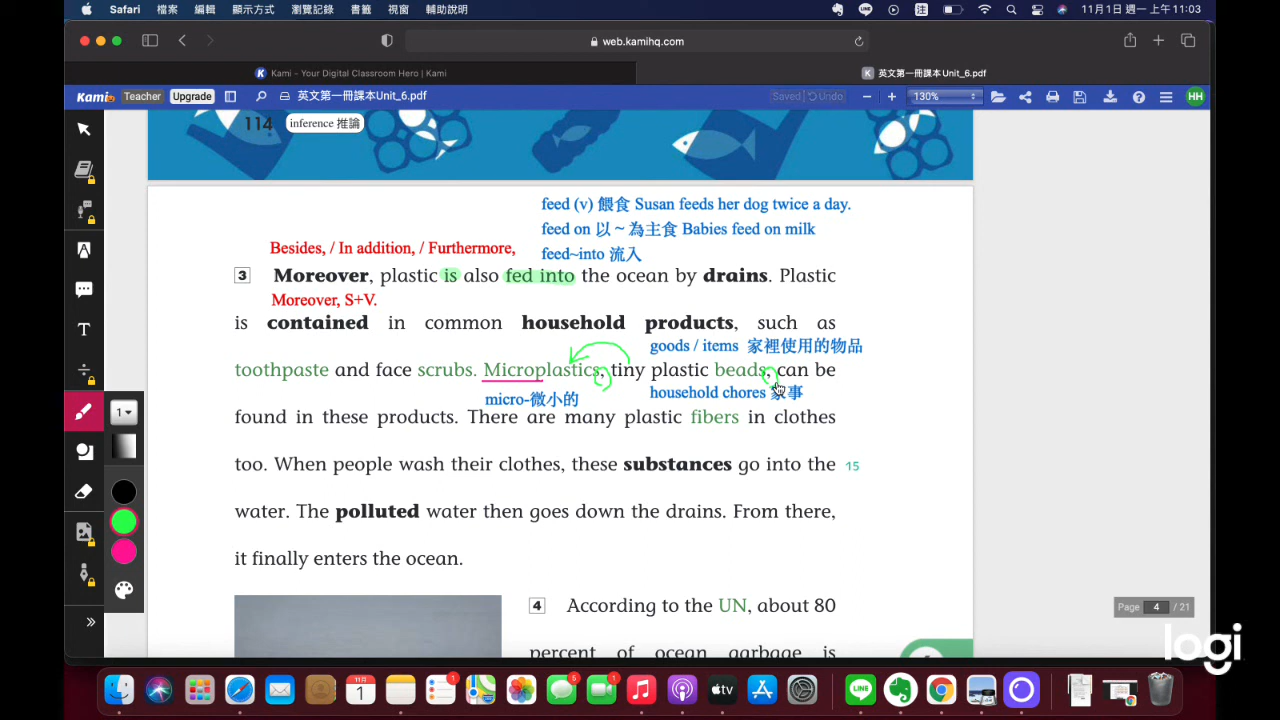 Safari 檔案 編輯 顯示方式 瀏覽記錄 書籤 視窗 輔助說明 注 11月1日 週一 上午 11:03
web.kamihq.com
Kami – Your Digital Classroom Hero | Kami
英文第一冊課本Unit_6.pdf
Kami Teacher Upgrade 英文第一冊課本Unit_6.pdf Saved Undo 130% HH
114 inference 推論
feed (v) 餵食 Susan feeds her dog twice a day.
feed on 以 ~ 為主食 Babies feed on milk
Besides, / In addition, / Furthermore,
feed~into 流入
3 Moreover, plastic is also fed into the ocean by drains. Plastic
Moreover, S+V.
is contained in common household products, such as
goods / items 家裡使用的物品
toothpaste and face scrubs. Microplastics, tiny plastic beads, can be
micro-微小的
household chores 家事
found in these products. There are many plastic fibers in clothes
too. When people wash their clothes, these substances go into the 15
water. The polluted water then goes down the drains. From there,
it finally enters the ocean.
4 According to the UN, about 80
percent of ocean garbage is
Page 4 / 21
logi
1
T
11月
1
1
5
1
tv
LINE